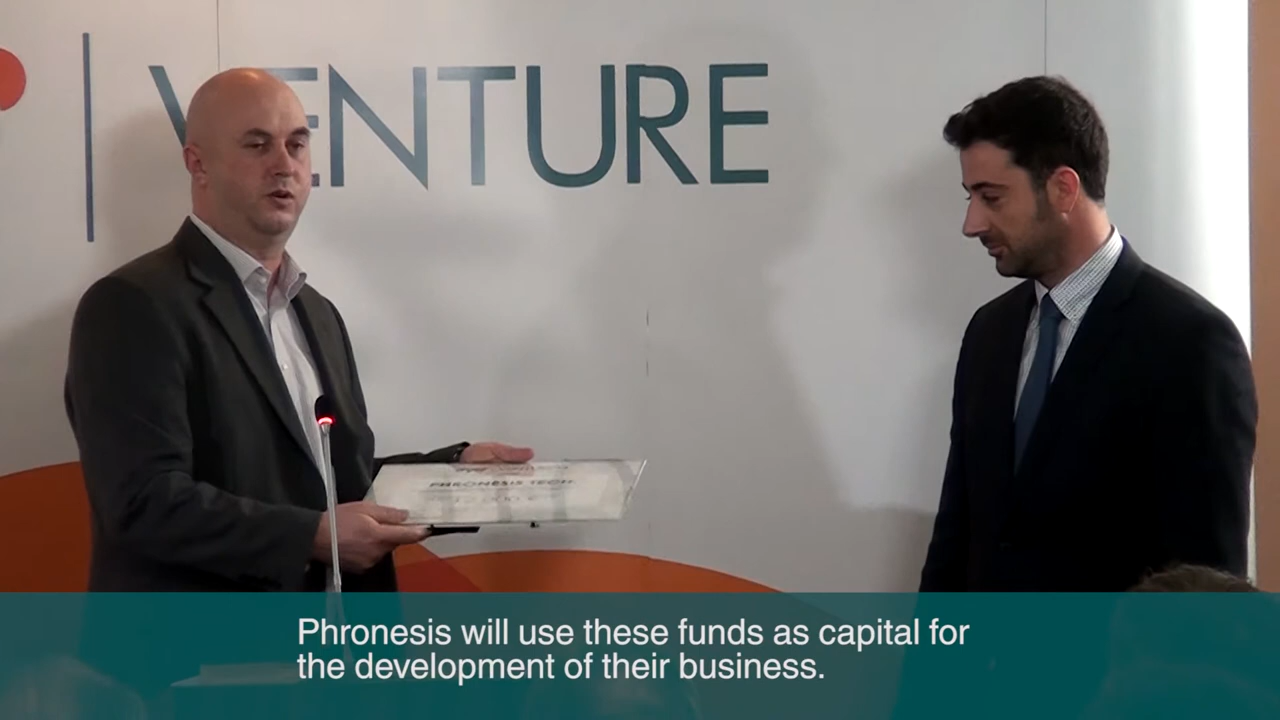 VENTURE
PHRONESIS TECH
Phronesis will use these funds as capital for
the development of their business.